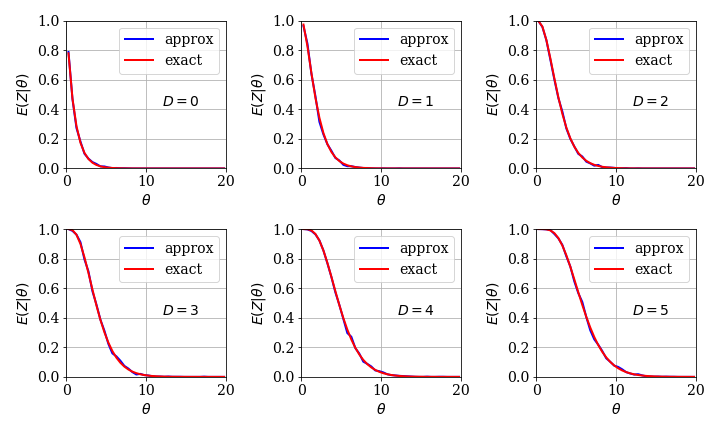 1.0
0.8
0.6
0.4
0.2
0.0
E(Z|θ)
approx
exact
D = 0
0 10 20
θ
1.0
0.8
0.6
0.4
0.2
0.0
E(Z|θ)
approx
exact
D = 1
0 10 20
θ
1.0
0.8
0.6
0.4
0.2
0.0
E(Z|θ)
approx
exact
D = 2
0 10 20
θ
1.0
0.8
0.6
0.4
0.2
0.0
E(Z|θ)
approx
exact
D = 3
0 10 20
θ
1.0
0.8
0.6
0.4
0.2
0.0
E(Z|θ)
approx
exact
D = 4
0 10 20
θ
1.0
0.8
0.6
0.4
0.2
0.0
E(Z|θ)
approx
exact
D = 5
0 10 20
θ